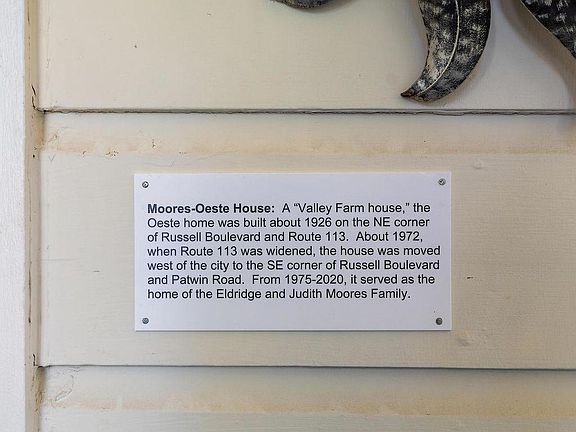 Moores-Oeste House:  A “Valley Farm house,” the
Oeste home was built about 1926 on the NE corner
of Russell Boulevard and Route 113.  About 1972,
when Route 113 was widened, the house was moved
west of the city to the SE corner of Russell Boulevard
and Patwin Road.  From 1975-2020, it served as the
home of the Eldridge and Judith Moores Family.